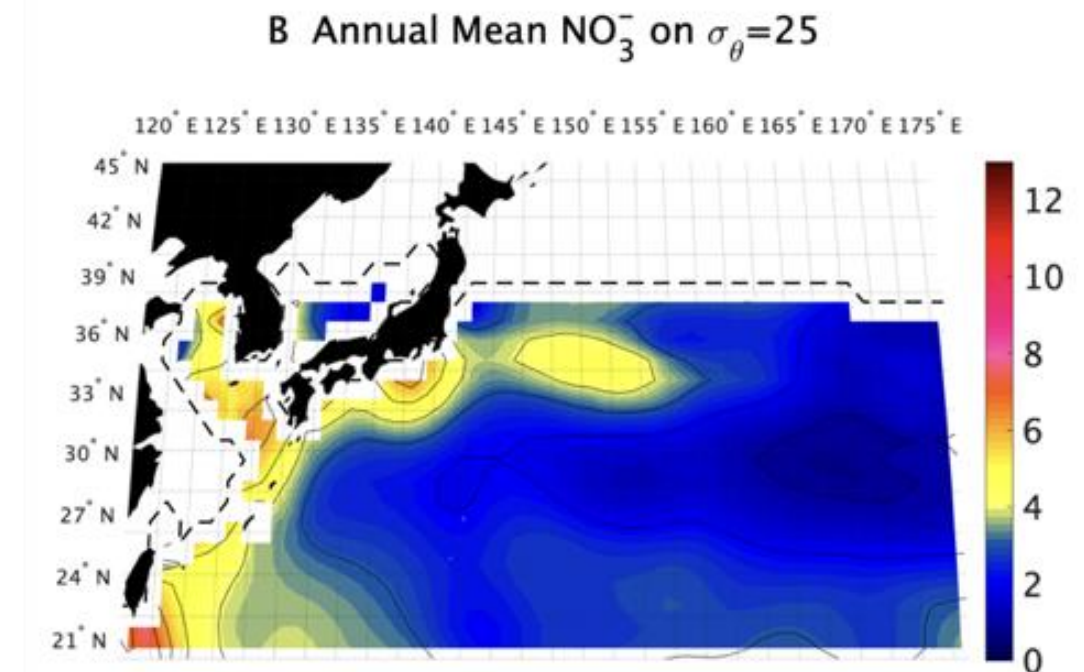 B Annual Mean NO₃⁻ on σ_θ=25
120° E 125° E 130° E 135° E 140° E 145° E 150° E 155° E 160° E 165° E 170° E 175° E
45° N
42° N
39° N
36° N
33° N
30° N
27° N
24° N
21° N
12
10
8
6
4
2
0